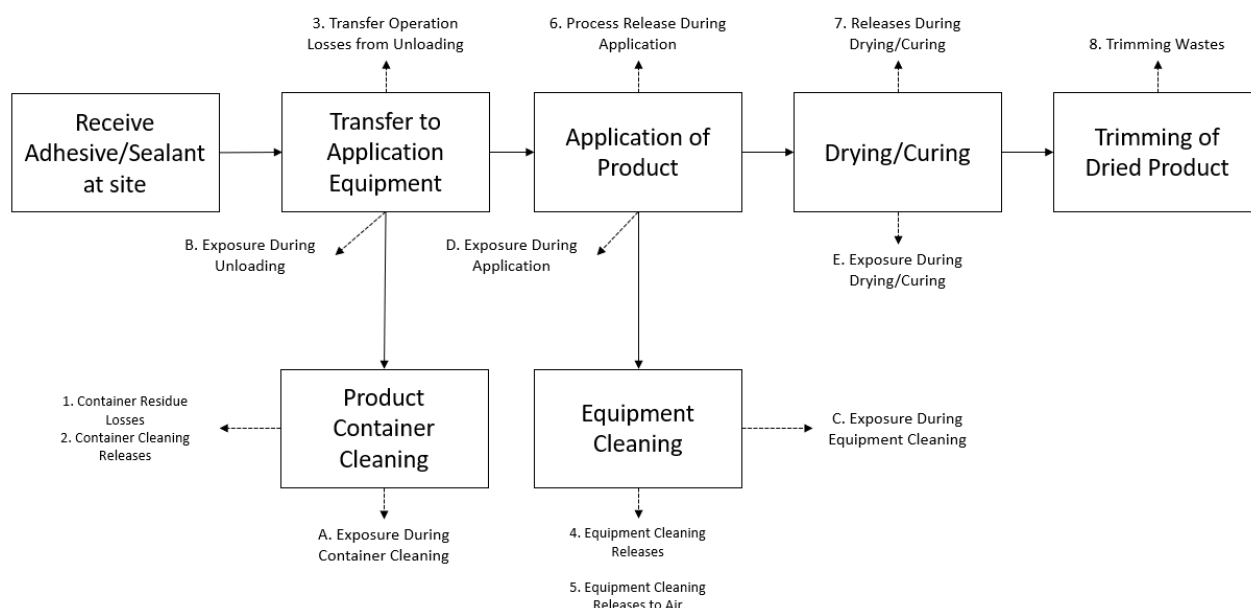 3. Transfer Operation
Losses from Unloading
6. Process Release During
Application
7. Releases During
Drying/Curing
8. Trimming Wastes
Receive
Adhesive/Sealant
at site
Transfer to
Application
Equipment
Application of
Product
Drying/Curing
Trimming of
Dried Product
B. Exposure During
Unloading
D. Exposure During
Application
E. Exposure During
Drying/Curing
1. Container Residue
Losses
2. Container Cleaning
Releases
Product
Container
Cleaning
Equipment
Cleaning
C. Exposure During
Equipment Cleaning
A. Exposure During
Container Cleaning
4. Equipment Cleaning
Releases
5. Equipment Cleaning
Releases to Air